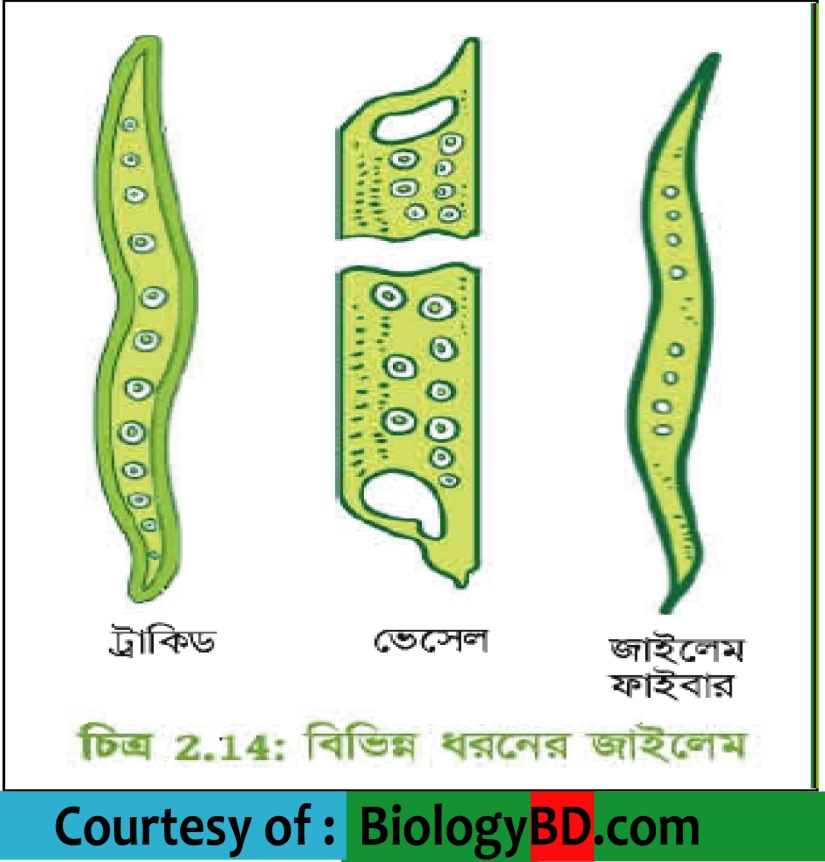 ট্রাকিড
ভেসেল
জাইলেম
ফাইবার
চিত্র 2.14: বিভিন্ন ধরনের জাইলেম
Courtesy of : BiologyBD.com